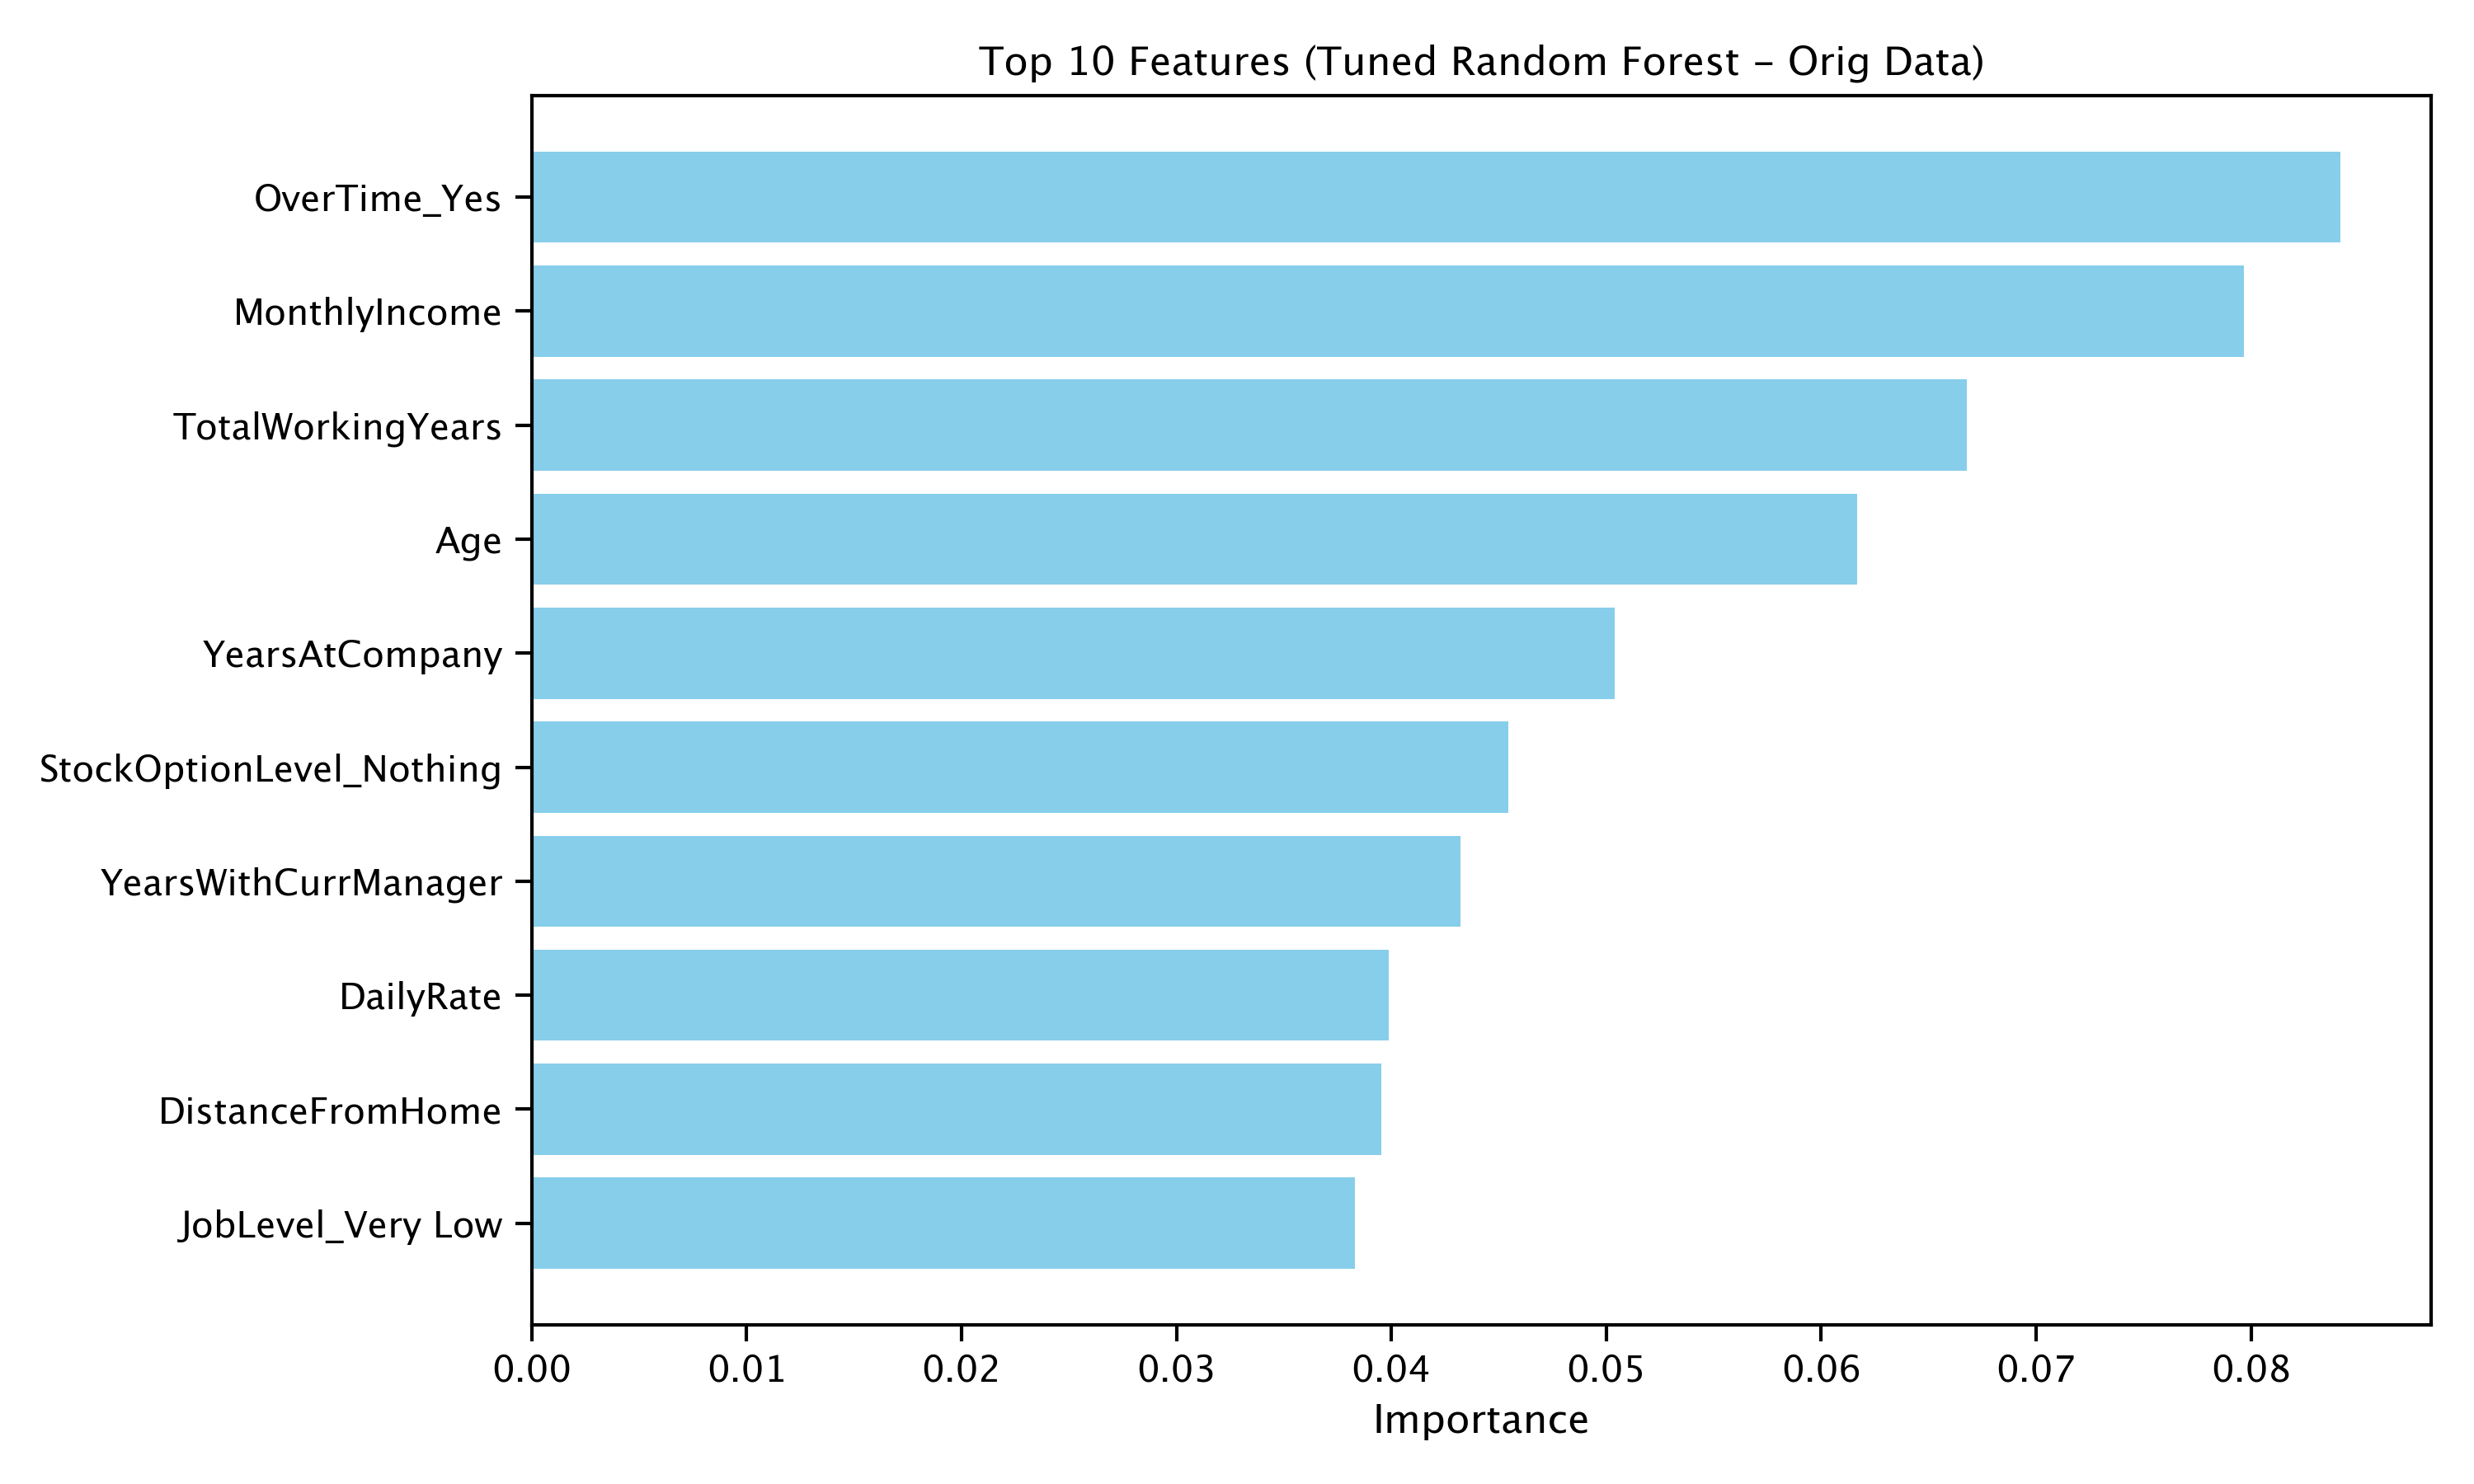 Top 10 Features (Tuned Random Forest - Orig Data)
OverTime_Yes
MonthlyIncome
TotalWorkingYears
Age
YearsAtCompany
StockOptionLevel_Nothing
YearsWithCurrManager
DailyRate
DistanceFromHome
JobLevel_Very Low
0.00 0.01 0.02 0.03 0.04 0.05 0.06 0.07 0.08
Importance